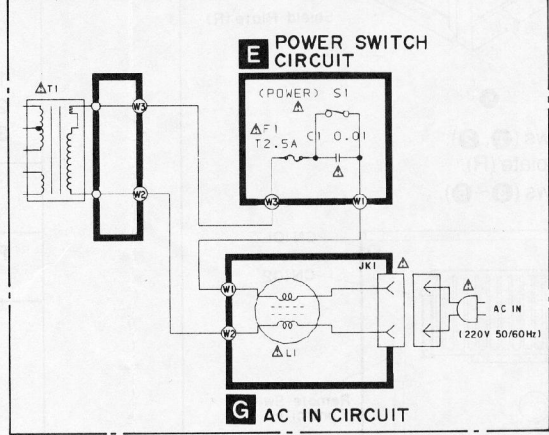 E POWER SWITCH
CIRCUIT
T1
(POWER) S1
F1
T2.5A
C1 0.01
W3
W2
W3
W1
JK1
W1
W2
L1
AC IN
(220V 50/60Hz)
G AC IN CIRCUIT